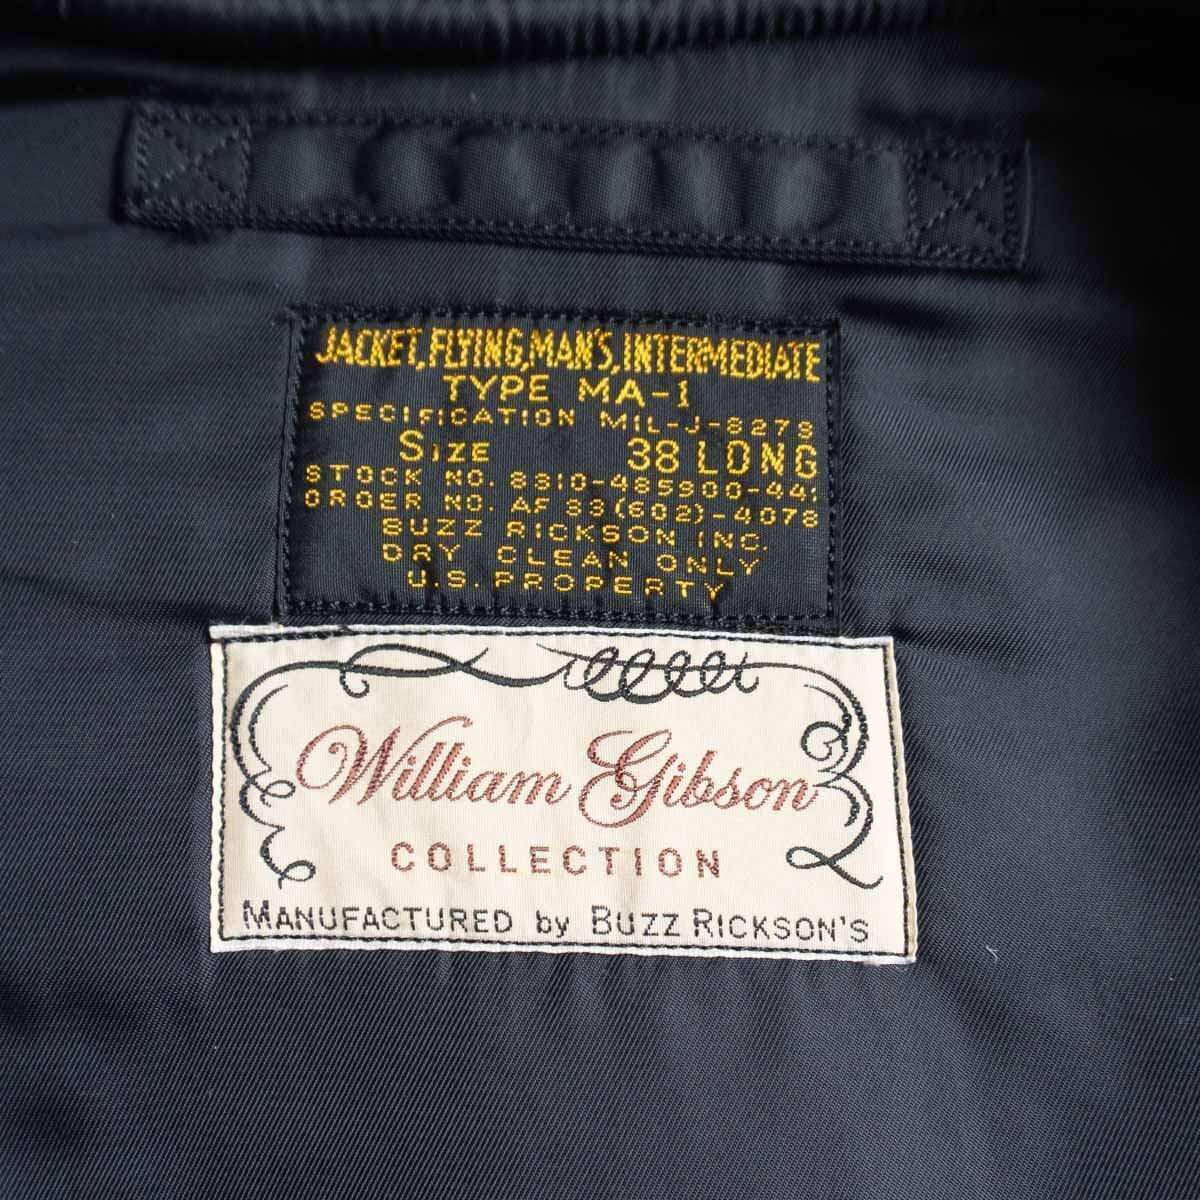 JACKET, FLYING, MAN'S, INTERMEDIATE
TYPE MA-1
SPECIFICATION MIL-J-8279
SIZE 38 LONG
STOCK NO. 8310-485900-441
ORDER NO. AF 33(602)-4078
BUZZ RICKSON INC.
DRY CLEAN ONLY
U.S. PROPERTY
William Gibson
COLLECTION
MANUFACTURED by BUZZ RICKSON'S